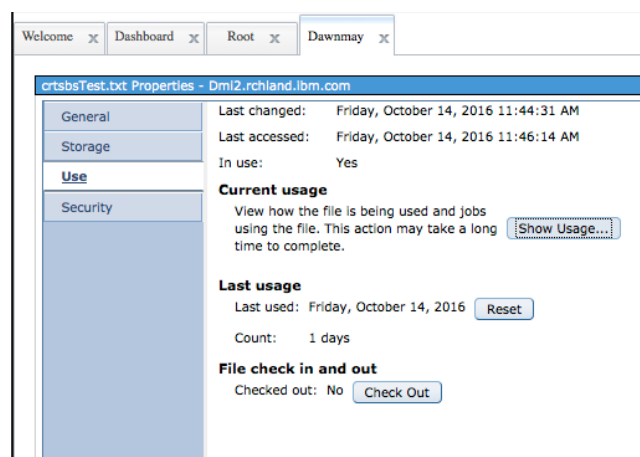 Welcome x Dashboard x Root x Dawnmay x
crtsbsTest.txt Properties - Dmi2.rchland.ibm.com
General
Storage
Use
Security
Last changed: Friday, October 14, 2016 11:44:31 AM
Last accessed: Friday, October 14, 2016 11:46:14 AM
In use: Yes
Current usage
View how the file is being used and jobs
using the file. This action may take a long
time to complete.
Show Usage...
Last usage
Last used: Friday, October 14, 2016 Reset
Count: 1 days
File check in and out
Checked out: No Check Out